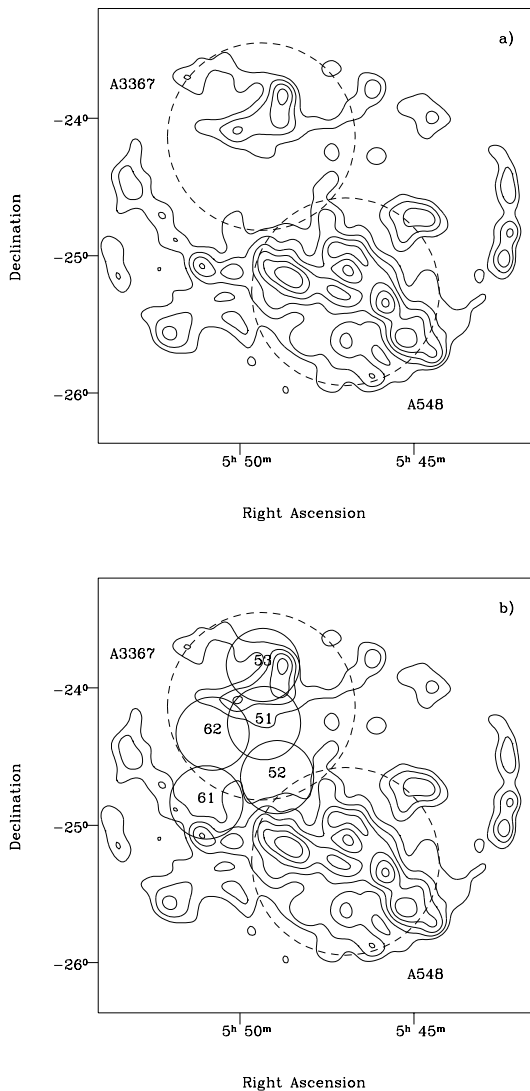 a)
A3367
−24⁰
−25⁰
−26⁰
Declination
A548
5ʰ 50ᵐ
5ʰ 45ᵐ
Right Ascension
b)
A3367
53
51
62
52
61
−24⁰
−25⁰
−26⁰
Declination
A548
5ʰ 50ᵐ
5ʰ 45ᵐ
Right Ascension